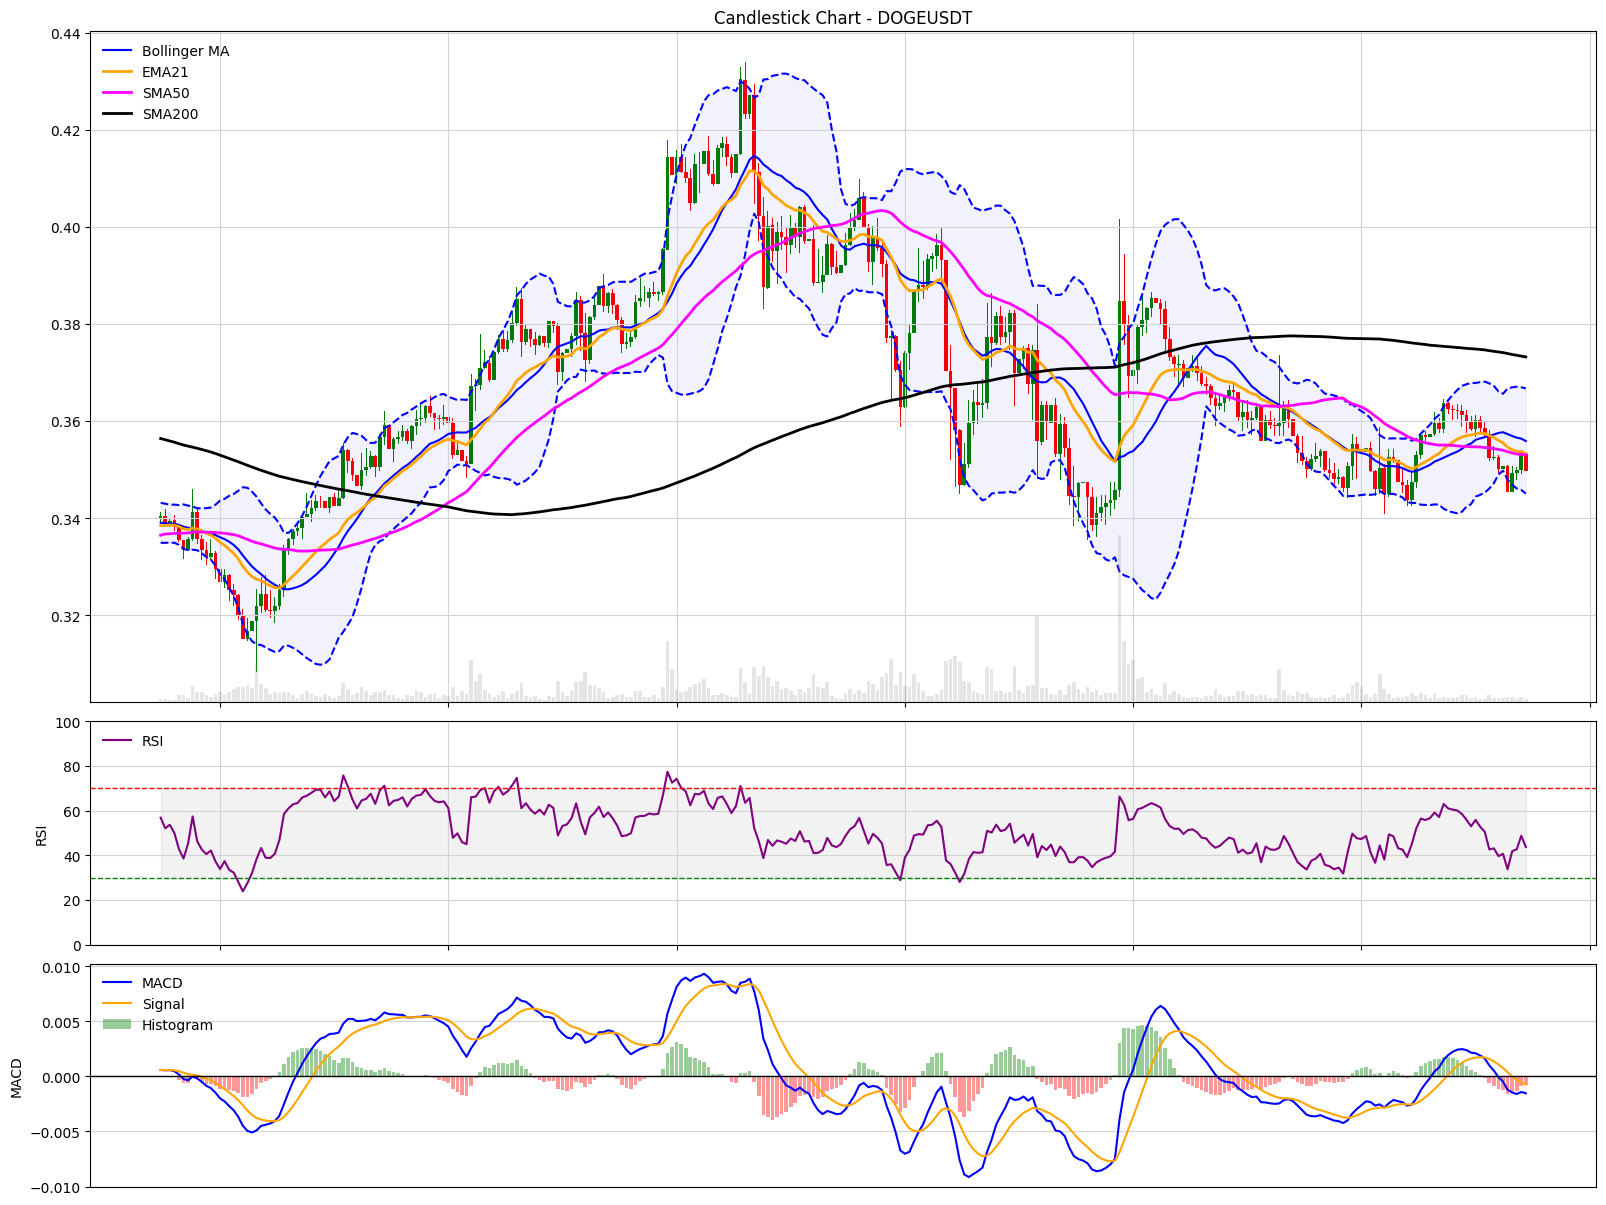 Candlestick Chart - DOGEUSDT
0.44
0.42
0.40
0.38
0.36
0.34
0.32
Bollinger MA
EMA21
SMA50
SMA200
100
80
60
40
20
0
RSI
RSI
0.010
0.005
0.000
−0.005
−0.010
MACD
MACD
Signal
Histogram